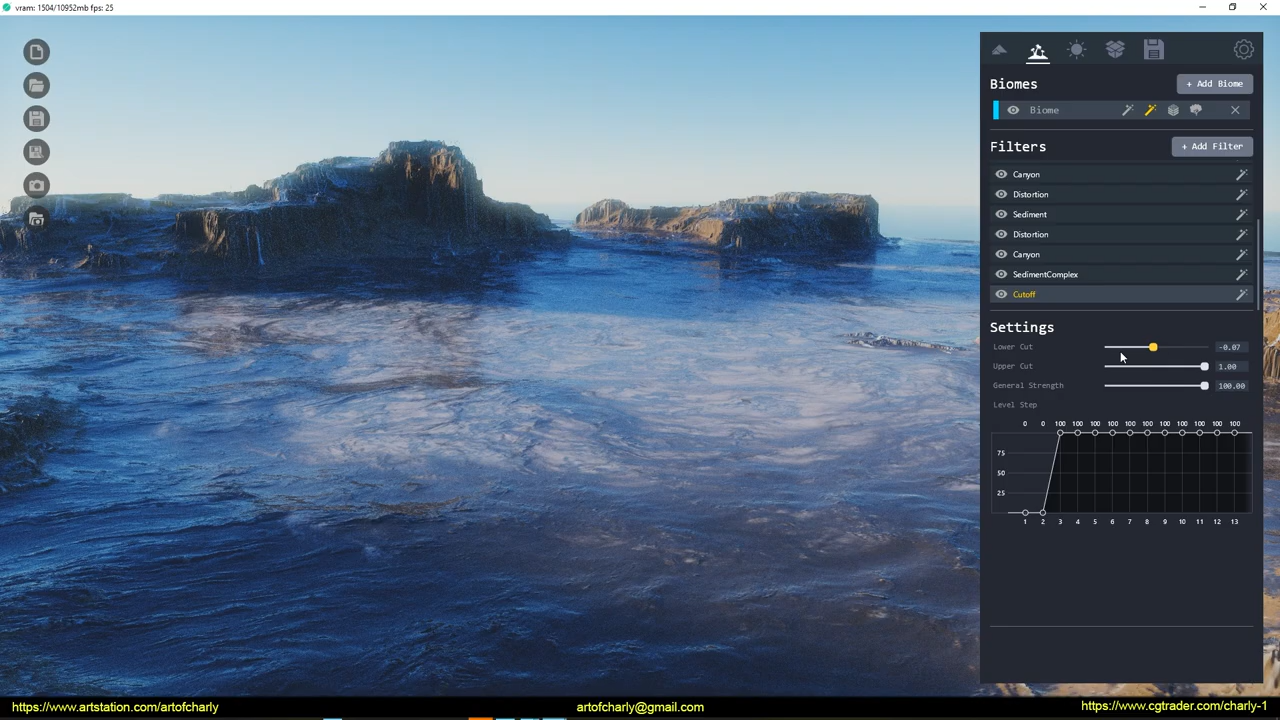 vram: 1504/10952mb fps: 25
Biomes
+ Add Biome
Biome
Filters
+ Add Filter
Canyon
Distortion
Sediment
Distortion
Canyon
SedimentComplex
Cutoff
Settings
Lower Cut -0.07
Upper Cut 1.00
General Strength 100.00
Level Step
0 0 100 100 100 100 100 100 100 100 100 100 100
75
50
25
1 2 3 4 5 6 7 8 9 10 11 12 13
https://www.artstation.com/artofcharly artofcharly@gmail.com https://www.cgtrader.com/charly-1